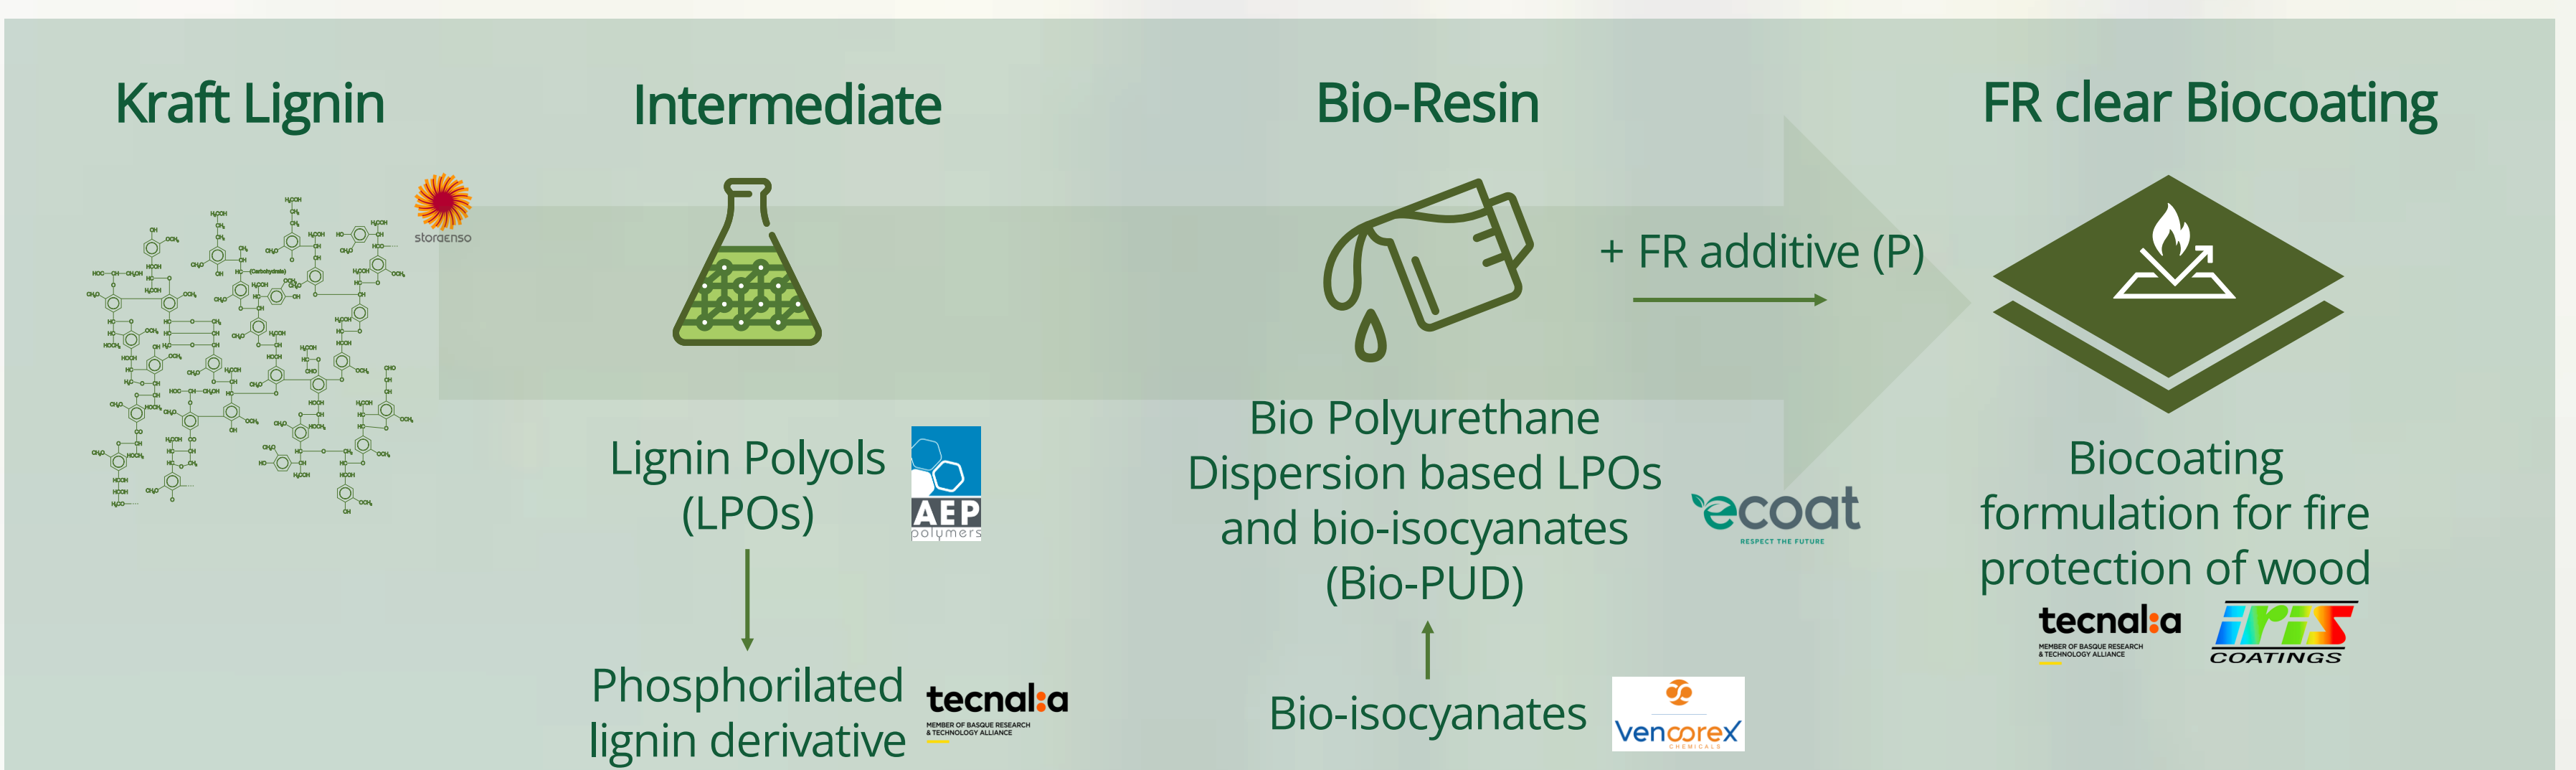 Kraft Lignin
storaenso
Intermediate
Lignin Polyols
(LPOs)
AEP
polymers
Phosphorilated
lignin derivative
tecnal:a
MEMBER OF BASQUE RESEARCH
& TECHNOLOGY ALLIANCE
Bio-Resin
+ FR additive (P)
Bio Polyurethane
Dispersion based LPOs
and bio-isocyanates
(Bio-PUD)
ecoat
RESPECT THE FUTURE
Bio-isocyanates
vencorex
CHEMICALS
FR clear Biocoating
Biocoating
formulation for fire
protection of wood
tecnal:a
MEMBER OF BASQUE RESEARCH
& TECHNOLOGY ALLIANCE
iris
COATINGS